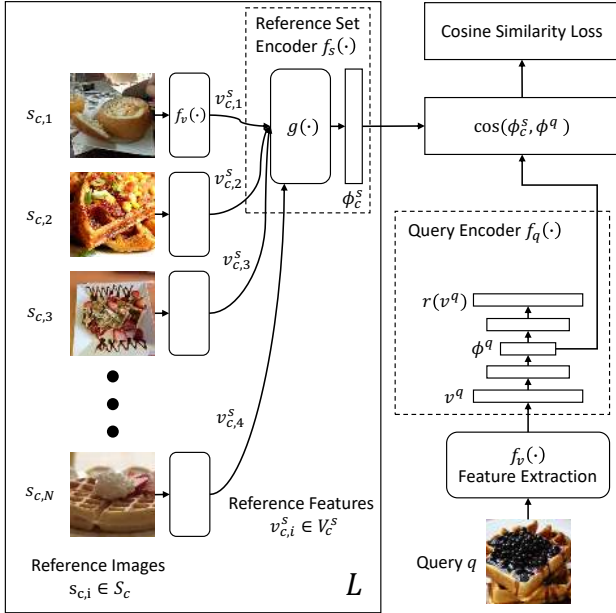 Reference Set
Encoder f_s(·)
s_{c,1}
f_v(·)
v^s_{c,1}
g(·)
ϕ^s_c
s_{c,2}
v^s_{c,2}
s_{c,3}
v^s_{c,3}
v^s_{c,4}
s_{c,N}
Reference Features
v^s_{c,i} ∈ V^s_c
Reference Images
s_{c,i} ∈ S_c
L
Cosine Similarity Loss
cos(ϕ^s_c, ϕ^q)
Query Encoder f_q(·)
r(v^q)
ϕ^q
v^q
f_v(·)
Feature Extraction
Query q